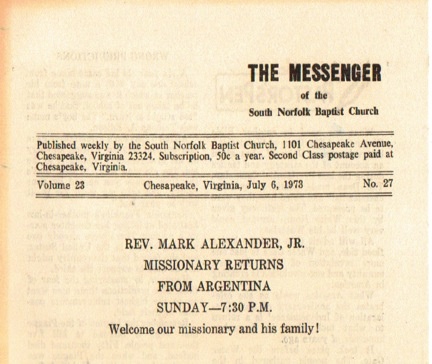 THE MESSENGER
of the
South Norfolk Baptist Church
Published weekly by the South Norfolk Baptist Church, 1101 Chesapeake Avenue,
Chesapeake, Virginia 23324. Subscription, 50c a year. Second Class postage paid at
Chesapeake, Virginia.
Volume 23 Chesapeake, Virginia, July 6, 1973 No. 27
REV. MARK ALEXANDER, JR.
MISSIONARY RETURNS
FROM ARGENTINA
SUNDAY—7:30 P.M.
Welcome our missionary and his family!